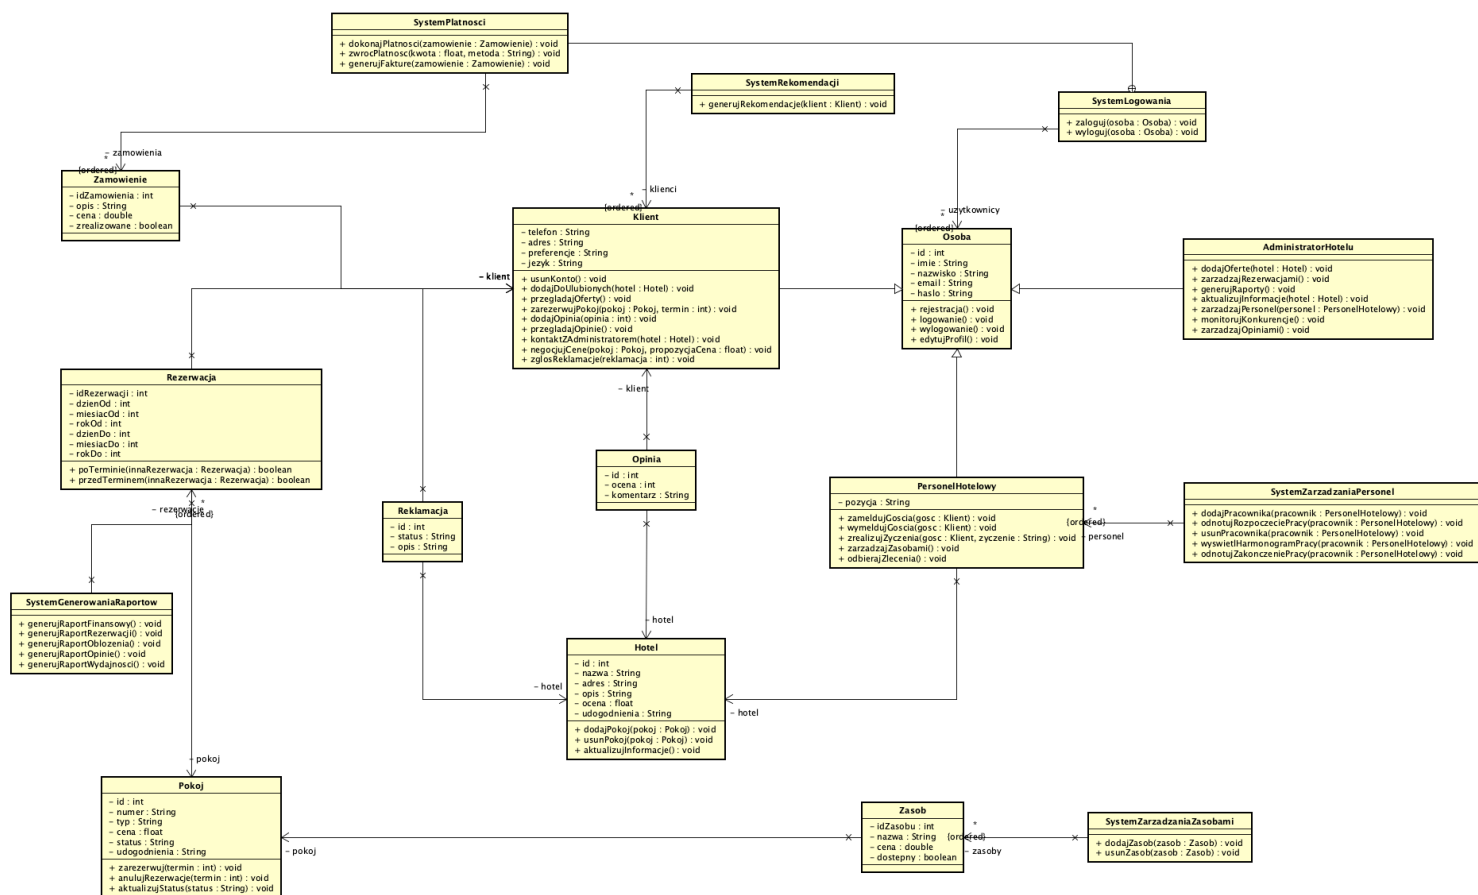 SystemPlatnosci
+ dokonajPlatnosci(zamowienie : Zamowienie) : void
+ zwrocPlatnosc(kwota : float, metoda : String) : void
+ generujFakture(zamowienie : Zamowienie) : void
SystemRekomendacji
+ generujRekomendacje(klient : Klient) : void
SystemLogowania
+ zaloguj(osoba : Osoba) : void
+ wyloguj(osoba : Osoba) : void
– zamowienia
*
{ordered}
Zamowienie
– idZamowienia : int
– opis : String
– cena : double
– zrealizowane : boolean
– klienci
*
{ordered}
Klient
– telefon : String
– adres : String
– preferencje : String
– jezyk : String
+ usunKonto() : void
+ dodajDoUlubionych(hotel : Hotel) : void
+ przegladajOferty() : void
+ zarezerwujPokoj(pokoj : Pokoj, termin : int) : void
+ dodajOpinia(opinia : int) : void
+ przegladajOpinie() : void
+ kontaktZAdministratorem(hotel : Hotel) : void
+ negocjujCene(pokoj : Pokoj, propozycjaCena : float) : void
+ zglosReklamacje(reklamacja : int) : void
– klient
– uzytkownicy
*
{ordered}
Osoba
– id : int
– imie : String
– nazwisko : String
– email : String
– haslo : String
+ rejestracja() : void
+ logowanie() : void
+ wylogowanie() : void
+ edytujProfil() : void
AdministratorHotelu
+ dodajOferte(hotel : Hotel) : void
+ zarzadzajRezerwacjami() : void
+ generujRaporty() : void
+ aktualizujInformacje(hotel : Hotel) : void
+ zarzadzajPersonel(personel : PersonelHotelowy) : void
+ monitorujKonkurencje() : void
+ zarzadzajOpiniami() : void
Rezerwacja
– idRezerwacji : int
– dzienOd : int
– miesiacOd : int
– rokOd : int
– dzienDo : int
– miesiacDo : int
– rokDo : int
+ poTerminie(innaRezerwacja : Rezerwacja) : boolean
+ przedTerminem(innaRezerwacja : Rezerwacja) : boolean
– rezerwacje
*
{ordered}
– klient
Opinia
– id : int
– ocena : int
– komentarz : String
Reklamacja
– id : int
– status : String
– opis : String
PersonelHotelowy
– pozycja : String
+ zameldujGoscia(gosc : Klient) : void
+ wymeldujGoscia(gosc : Klient) : void
+ zrealizujZyczenia(gosc : Klient, zyczenie : String) : void
+ zarzadzajZasobami() : void
+ odbierajZlecenia() : void
*
{ordered}
– personel
SystemZarzadzaniaPersonel
+ dodajPracownika(pracownik : PersonelHotelowy) : void
+ odnotujRozpoczeciePracy(pracownik : PersonelHotelowy) : void
+ usunPracownika(pracownik : PersonelHotelowy) : void
+ wyswietlHarmonogramPracy(pracownik : PersonelHotelowy) : void
+ odnotujZakonczeniePracy(pracownik : PersonelHotelowy) : void
SystemGenerowaniaRaportow
+ generujRaportFinansowy() : void
+ generujRaportRezerwacji() : void
+ generujRaportOblozenia() : void
+ generujRaportOpinie() : void
+ generujRaportWydajnosci() : void
– hotel
– hotel
– hotel
Hotel
– id : int
– nazwa : String
– adres : String
– opis : String
– ocena : float
– udogodnienia : String
+ dodajPokoj(pokoj : Pokoj) : void
+ usunPokoj(pokoj : Pokoj) : void
+ aktualizujInformacje() : void
– pokoj
Pokoj
– id : int
– numer : String
– typ : String
– cena : float
– status : String
– udogodnienia : String
+ zarezerwuj(termin : int) : void
+ anulujRezerwacje(termin : int) : void
+ aktualizujStatus(status : String) : void
– pokoj
Zasob
– idZasobu : int
– nazwa : String
– cena : double
– dostepny : boolean
*
{ordered}
– zasoby
SystemZarzadzaniaZasobami
+ dodajZasob(zasob : Zasob) : void
+ usunZasob(zasob : Zasob) : void